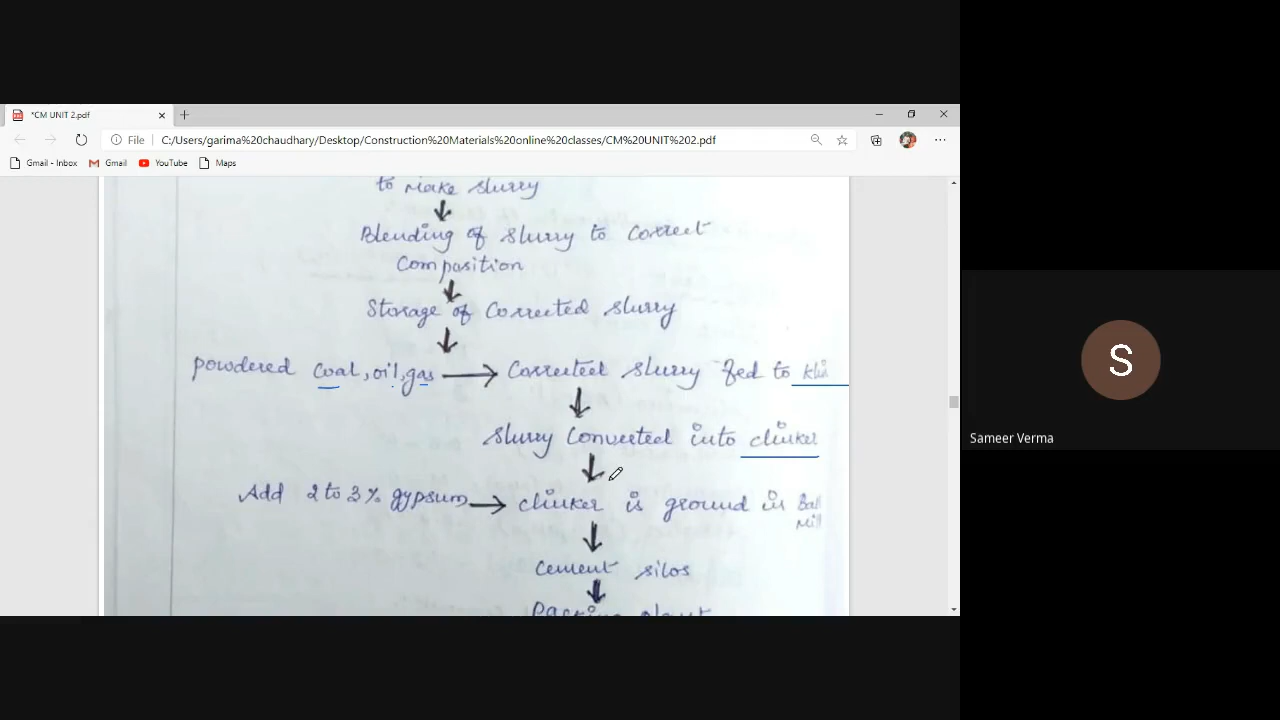 *CM UNIT 2.pdf
File
C:/Users/garima%20chaudhary/Desktop/Construction%20Materials%20online%20classes/CM%20UNIT%202.pdf
Gmail - Inbox
Gmail
YouTube
Maps
to Make slurry
Blending of slurry to Correct
Composition
Storage of Corrected slurry
powdered coal, oil, gas
Corrected slurry fed to
Slurry Converted into clinker
Add 2 to 3% gypsum
clinker is ground in Ball
Mill
Cement silos
Packing plant
S
Sameer Verma